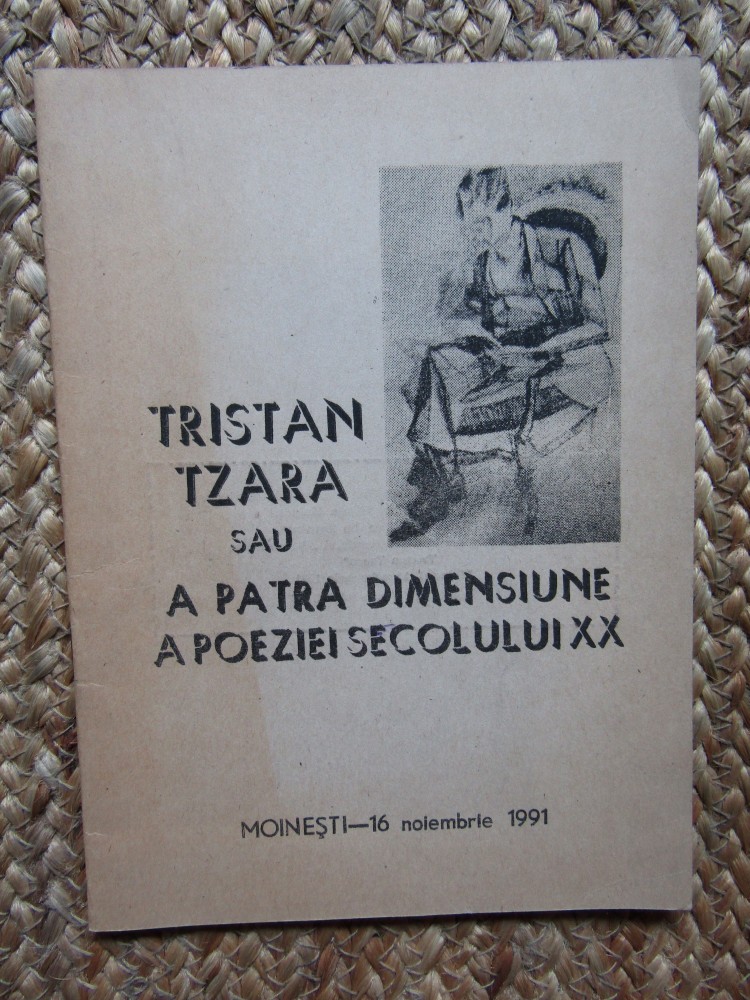 TRISTAN
TZARA
SAU
A PATRA DIMENSIUNE
A POEZIEI SECOLULUI XX
MOINEŞTI—16 noiembrie 1991